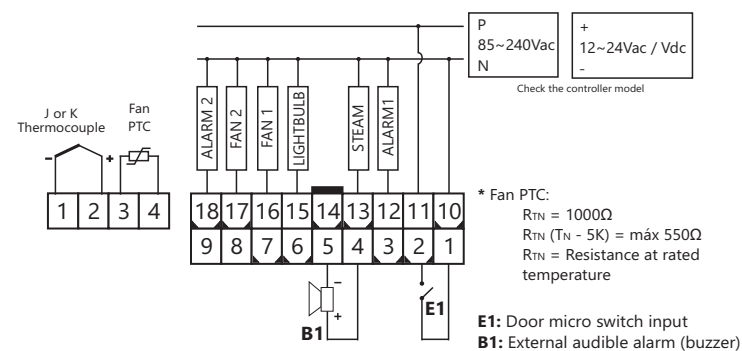 P
85~240Vac
N
+
12~24Vac / Vdc
-
Check the controller model
J or K
Thermocouple
Fan
PTC
- +
ALARM 2
FAN 2
FAN 1
LIGHTBULB
STEAM
ALARM1
1 2 3 4
18 17 16 15 14 13 12 11 10
9 8 7 6 5 4 3 2 1
* Fan PTC:
RTN = 1000Ω
RTN (TN - 5K) = máx 550Ω
RTN = Resistance at rated
temperature
-
+
B1
E1
E1: Door micro switch input
B1: External audible alarm (buzzer)